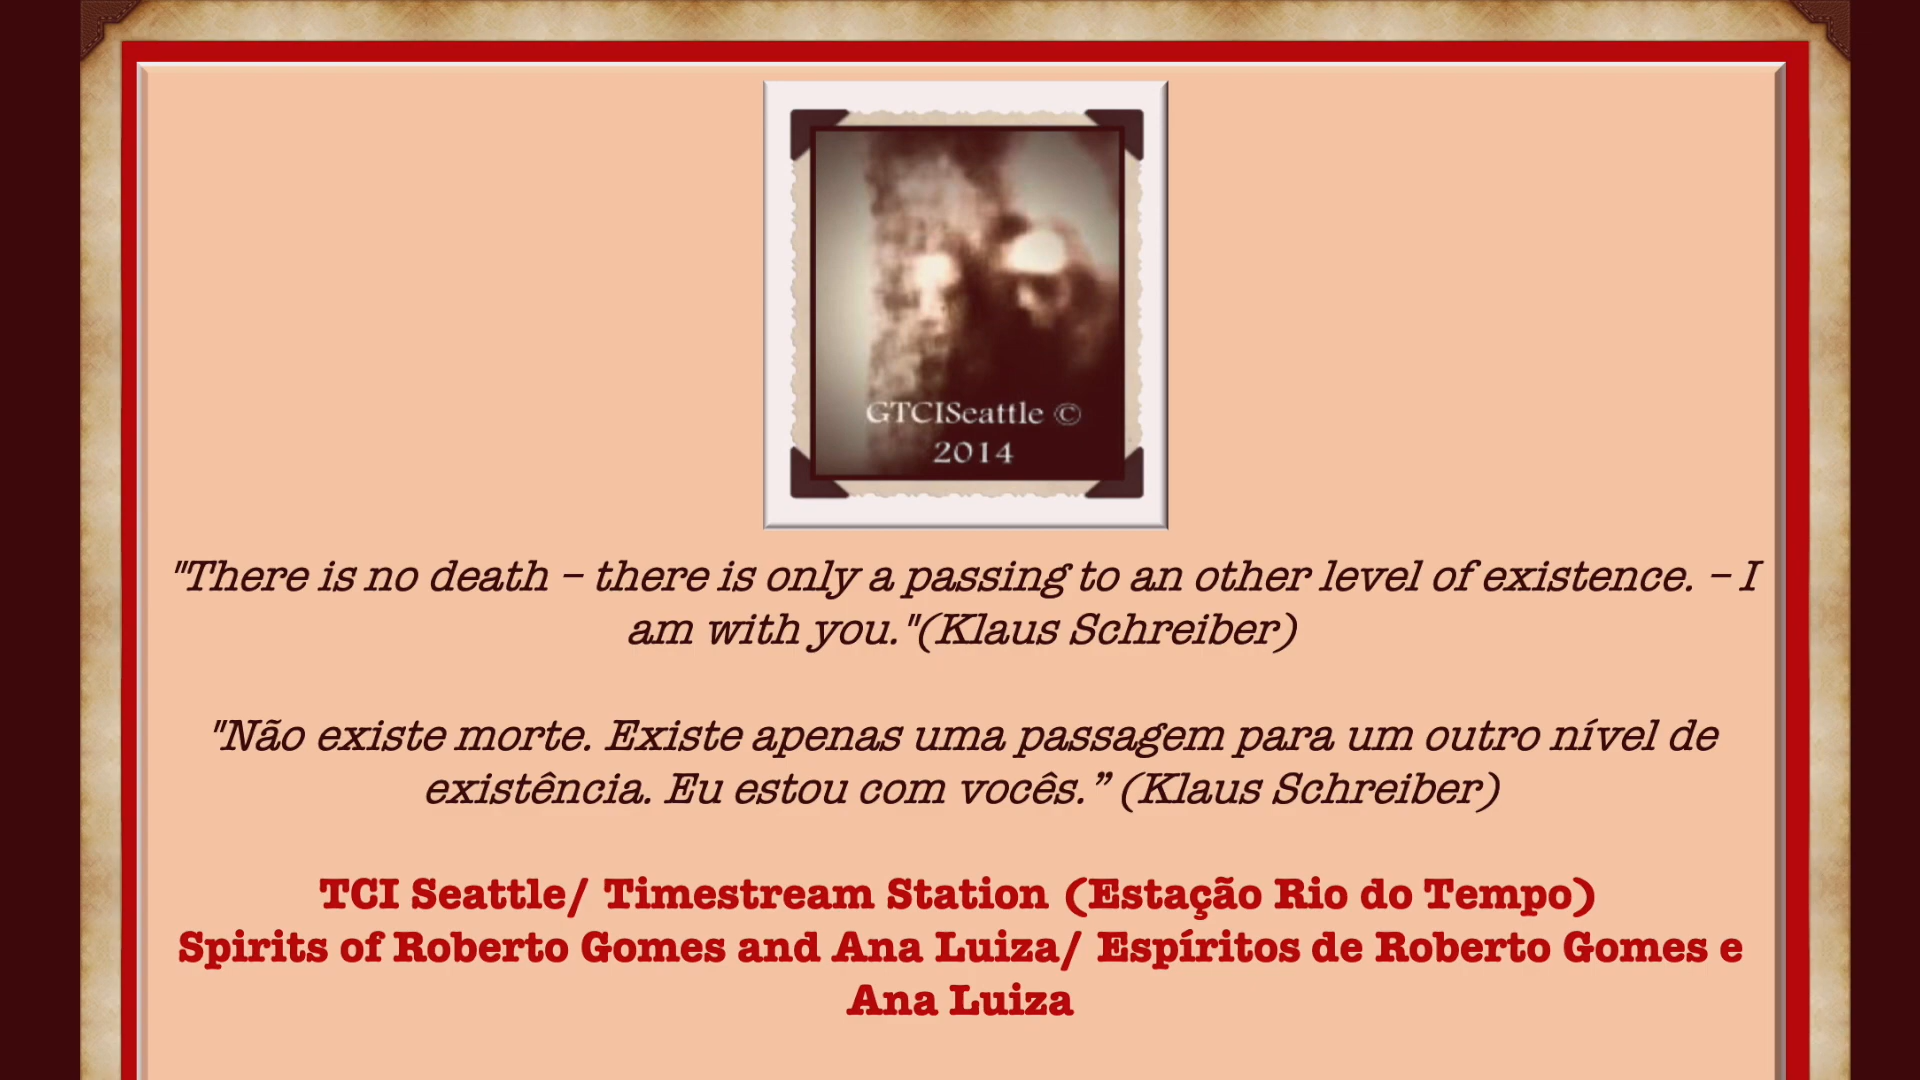 GTCISeattle ©
2014
"There is no death – there is only a passing to an other level of existence. – I
am with you."(Klaus Schreiber)
"Não existe morte. Existe apenas uma passagem para um outro nível de
existência. Eu estou com vocês.” (Klaus Schreiber)
TCI Seattle/ Timestream Station (Estação Rio do Tempo)
Spirits of Roberto Gomes and Ana Luiza/ Espíritos de Roberto Gomes e
Ana Luiza